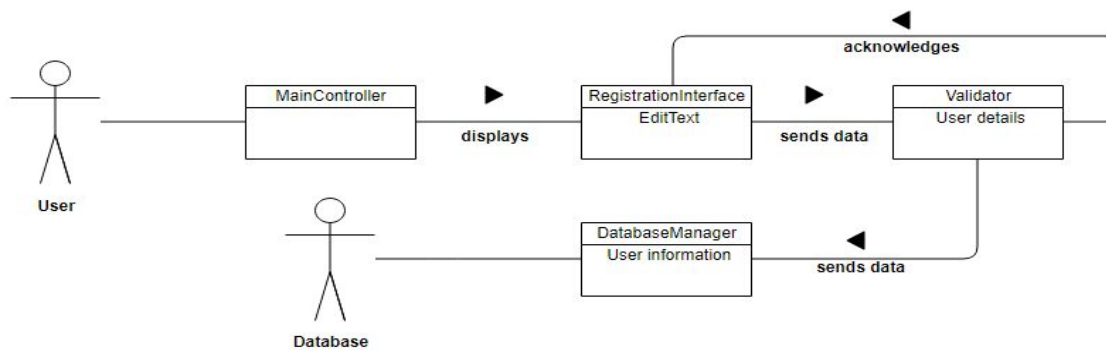 acknowledges
MainController
RegistrationInterface
EditText
Validator
User details
displays
sends data
User
DatabaseManager
User information
sends data
Database